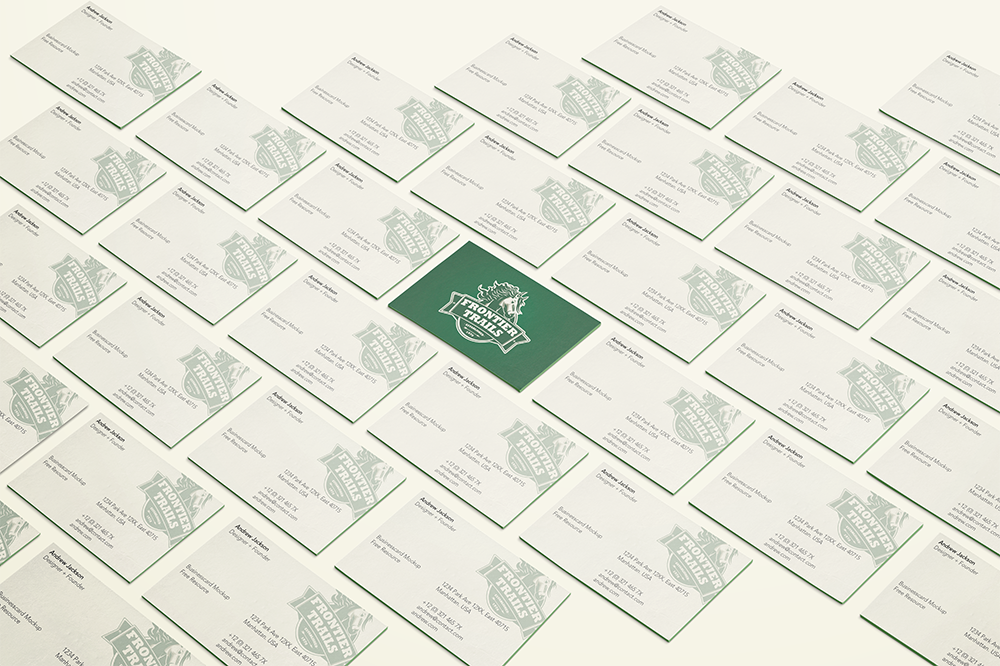 Andrew Jackson
Designer + Founder
Businesscard Mockup
Free Resource
1234 Park Ave 12XX, East 40715
Manhattan, USA
+12 (0) 321 465 7X
andrew@contact.com
andrew.com
FRONTIER
TRAILS